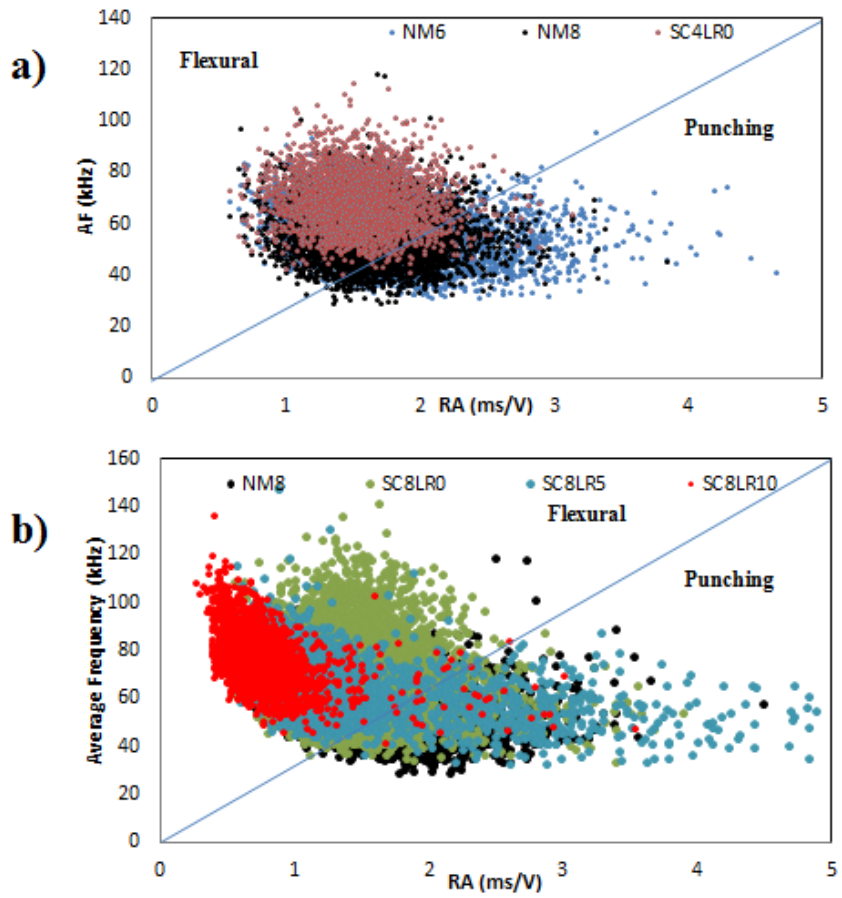 a)
NM6 NM8 SC4LR0
Flexural
Punching
AF (kHz)
140
120
100
80
60
40
20
0
0 1 2 3 4 5
RA (ms/V)
b)
NM8 SC8LR0 SC8LR5 SC8LR10
Flexural
Punching
Average Frequency (kHz)
160
140
120
100
80
60
40
20
0
0 1 2 3 4 5
RA (ms/V)